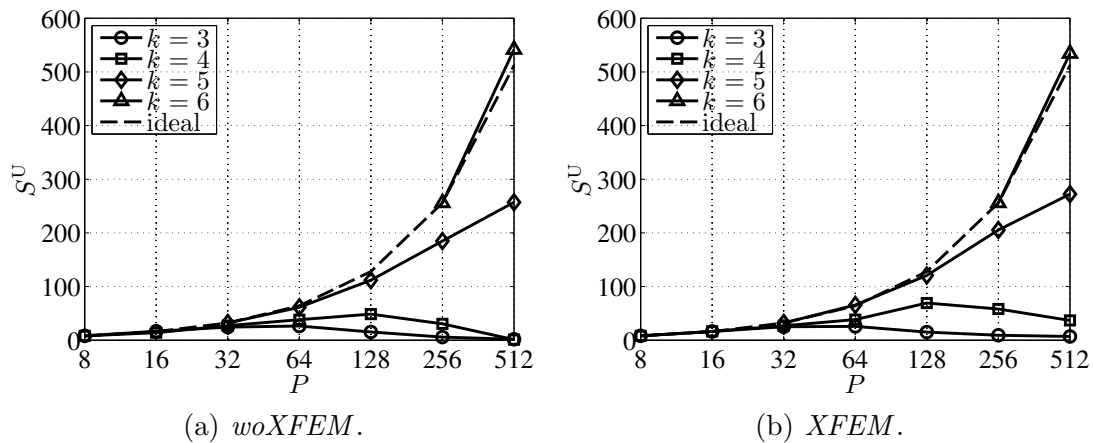 600
500
400
300
200
100
0
S^U
k = 3
k = 4
k = 5
k = 6
ideal
8 16 32 64 128 256 512
P
(a) woXFEM.
600
500
400
300
200
100
0
S^U
k = 3
k = 4
k = 5
k = 6
ideal
8 16 32 64 128 256 512
P
(b) XFEM.